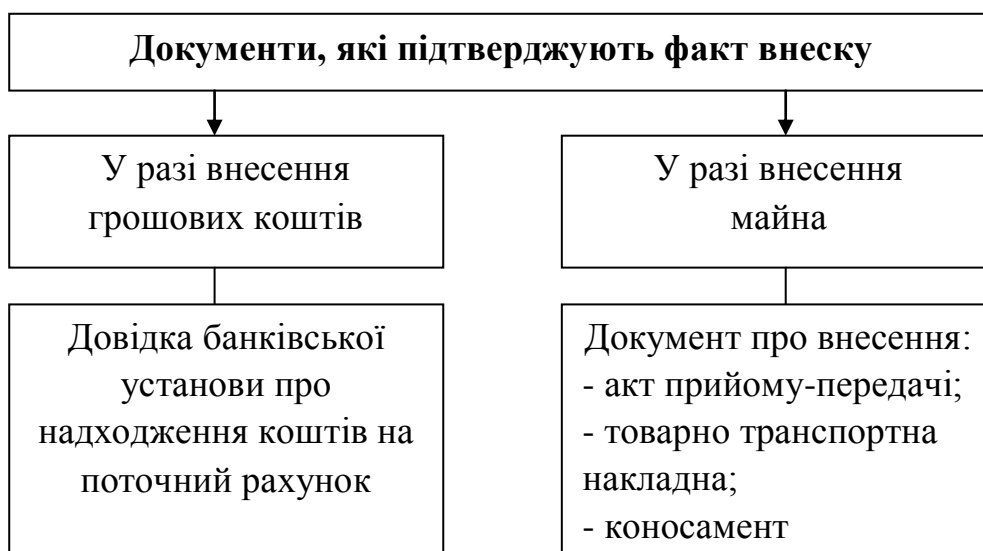 Документи, які підтверджують факт внеску
У разі внесення
грошових коштів
У разі внесення
майна
Довідка банківської
установи про
надходження коштів на
поточний рахунок
Документ про внесення:
- акт прийому-передачі;
- товарно транспортна
накладна;
- коносамент